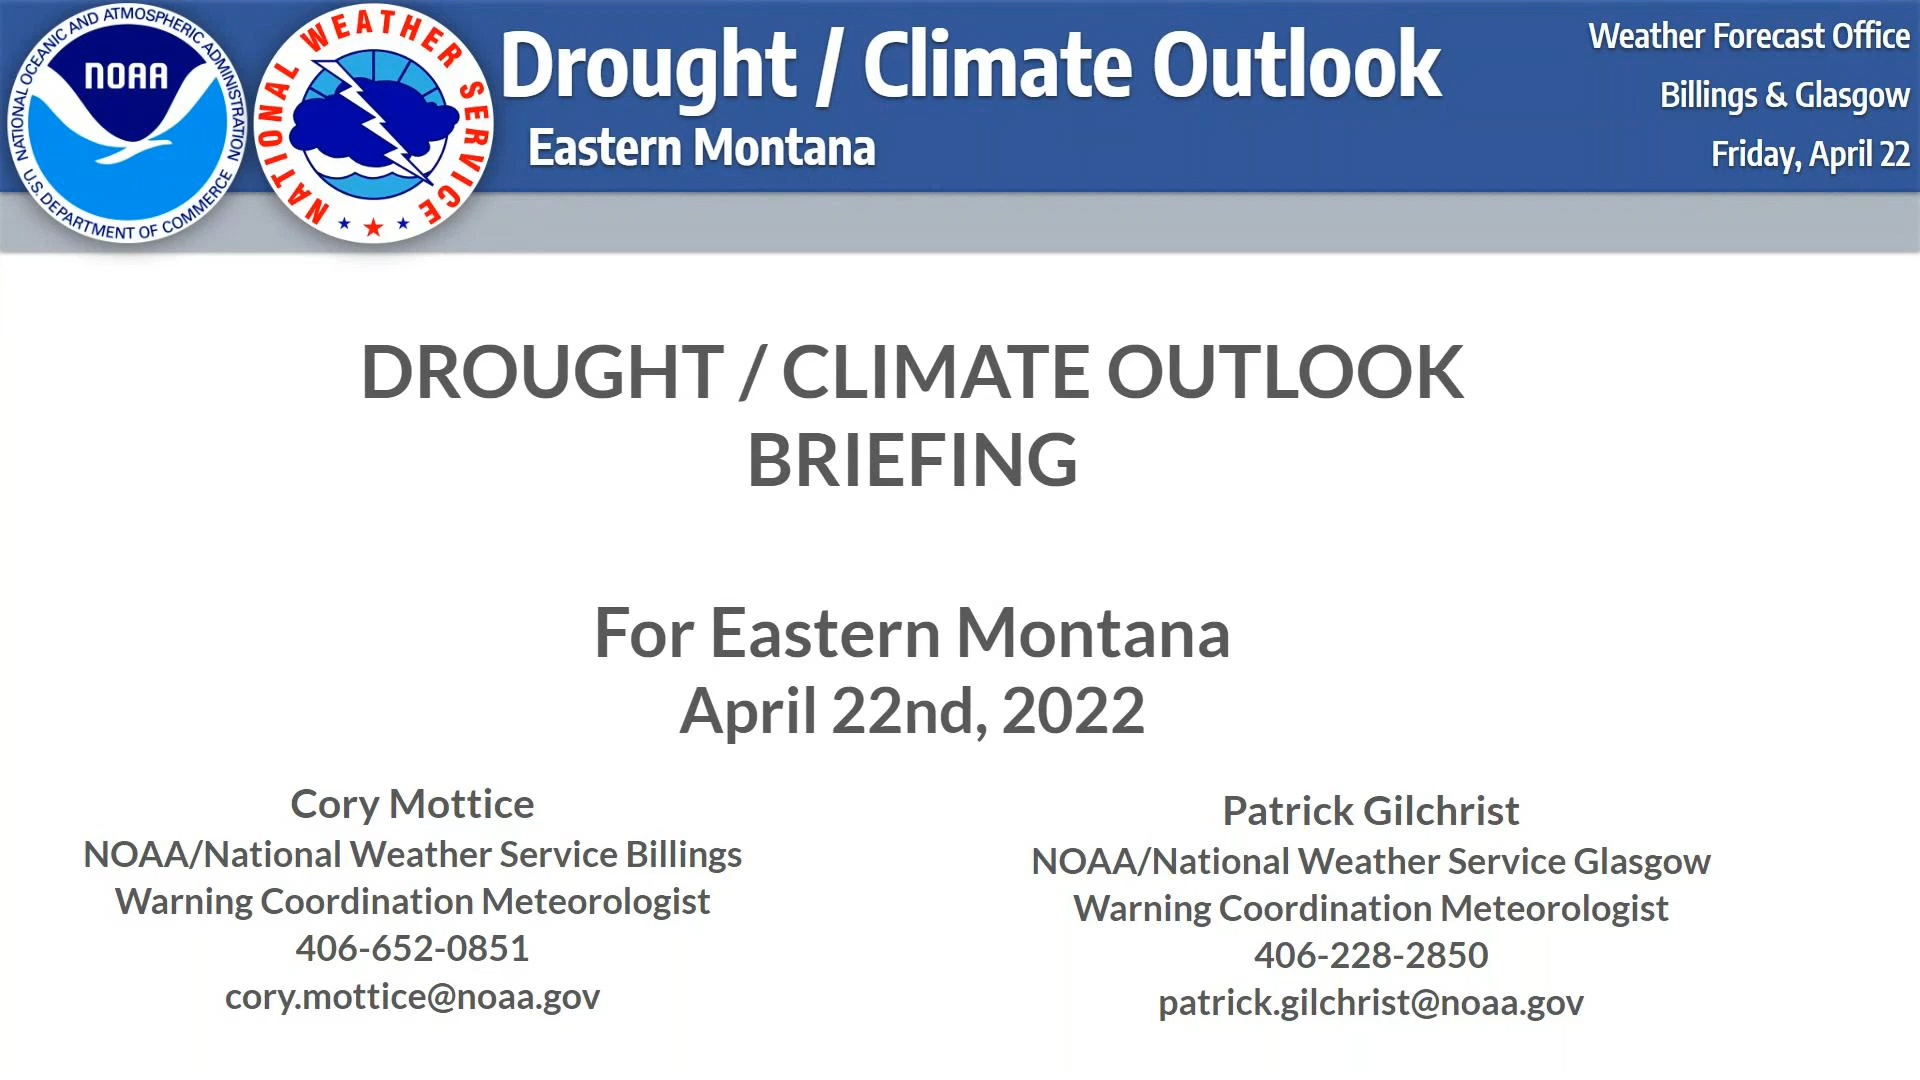 NATIONAL OCEANIC AND ATMOSPHERIC ADMINISTRATION
NOAA
U.S. DEPARTMENT OF COMMERCE
NATIONAL WEATHER SERVICE
Drought / Climate Outlook
Eastern Montana
Weather Forecast Office
Billings & Glasgow
Friday, April 22
DROUGHT / CLIMATE OUTLOOK
BRIEFING
For Eastern Montana
April 22nd, 2022
Cory Mottice
NOAA/National Weather Service Billings
Warning Coordination Meteorologist
406-652-0851
cory.mottice@noaa.gov
Patrick Gilchrist
NOAA/National Weather Service Glasgow
Warning Coordination Meteorologist
406-228-2850
patrick.gilchrist@noaa.gov